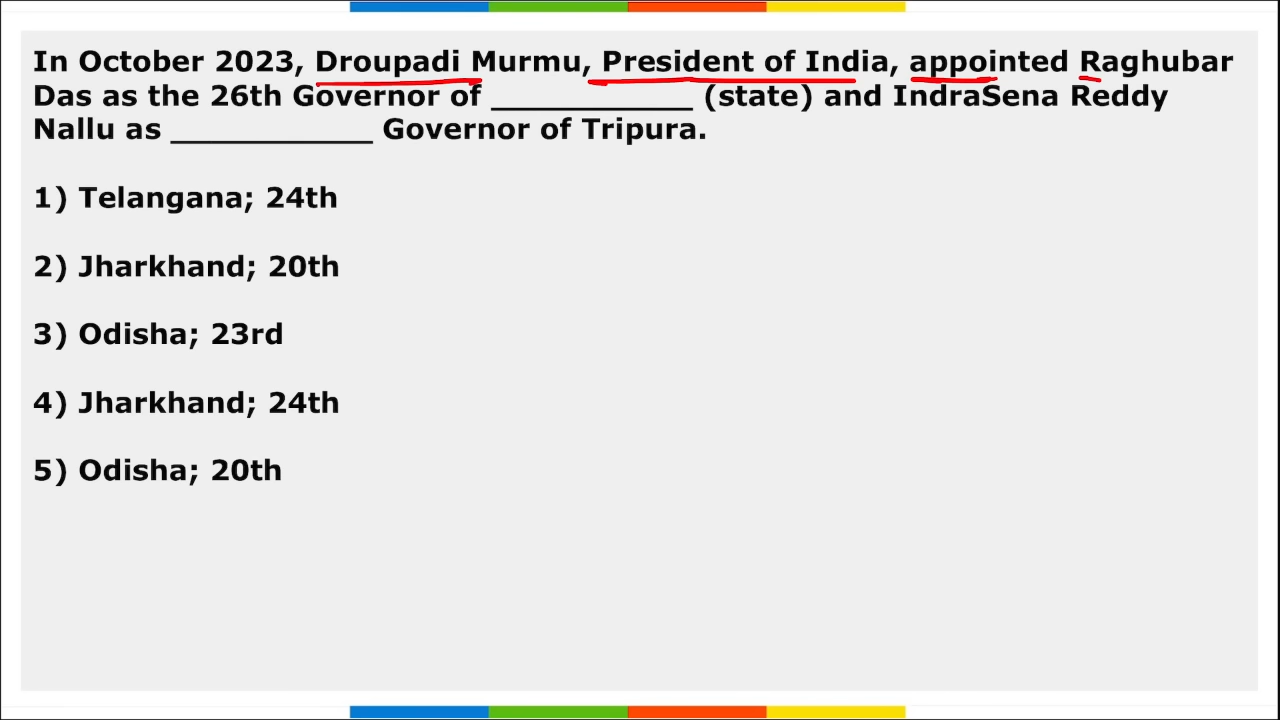 In October 2023, Droupadi Murmu, President of India, appointed Raghubar
Das as the 26th Governor of ____________ (state) and IndraSena Reddy
Nallu as ____________ Governor of Tripura.
1) Telangana; 24th
2) Jharkhand; 20th
3) Odisha; 23rd
4) Jharkhand; 24th
5) Odisha; 20th